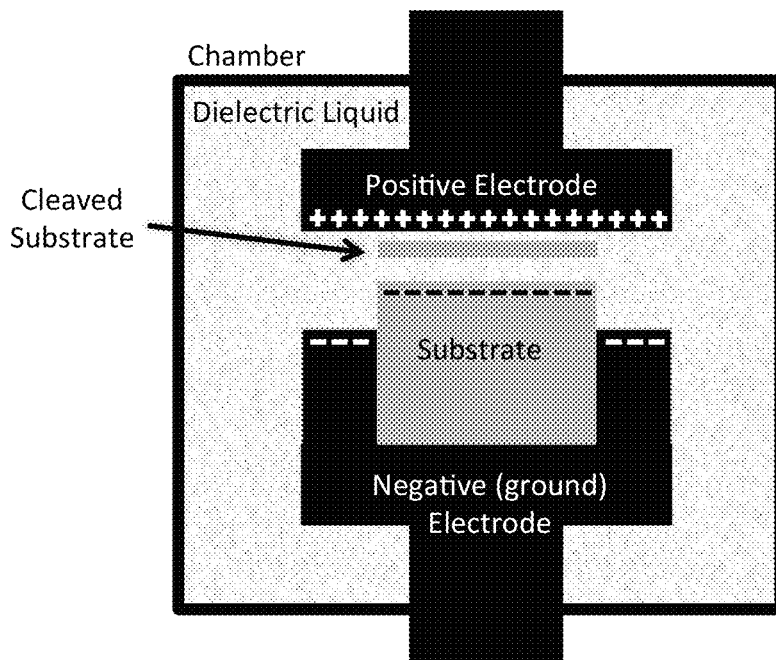 Chamber
Dielectric Liquid
Positive Electrode
+ + + + + + + + + + + + + + + + +
Cleaved
Substrate
Substrate
Negative (ground)
Electrode